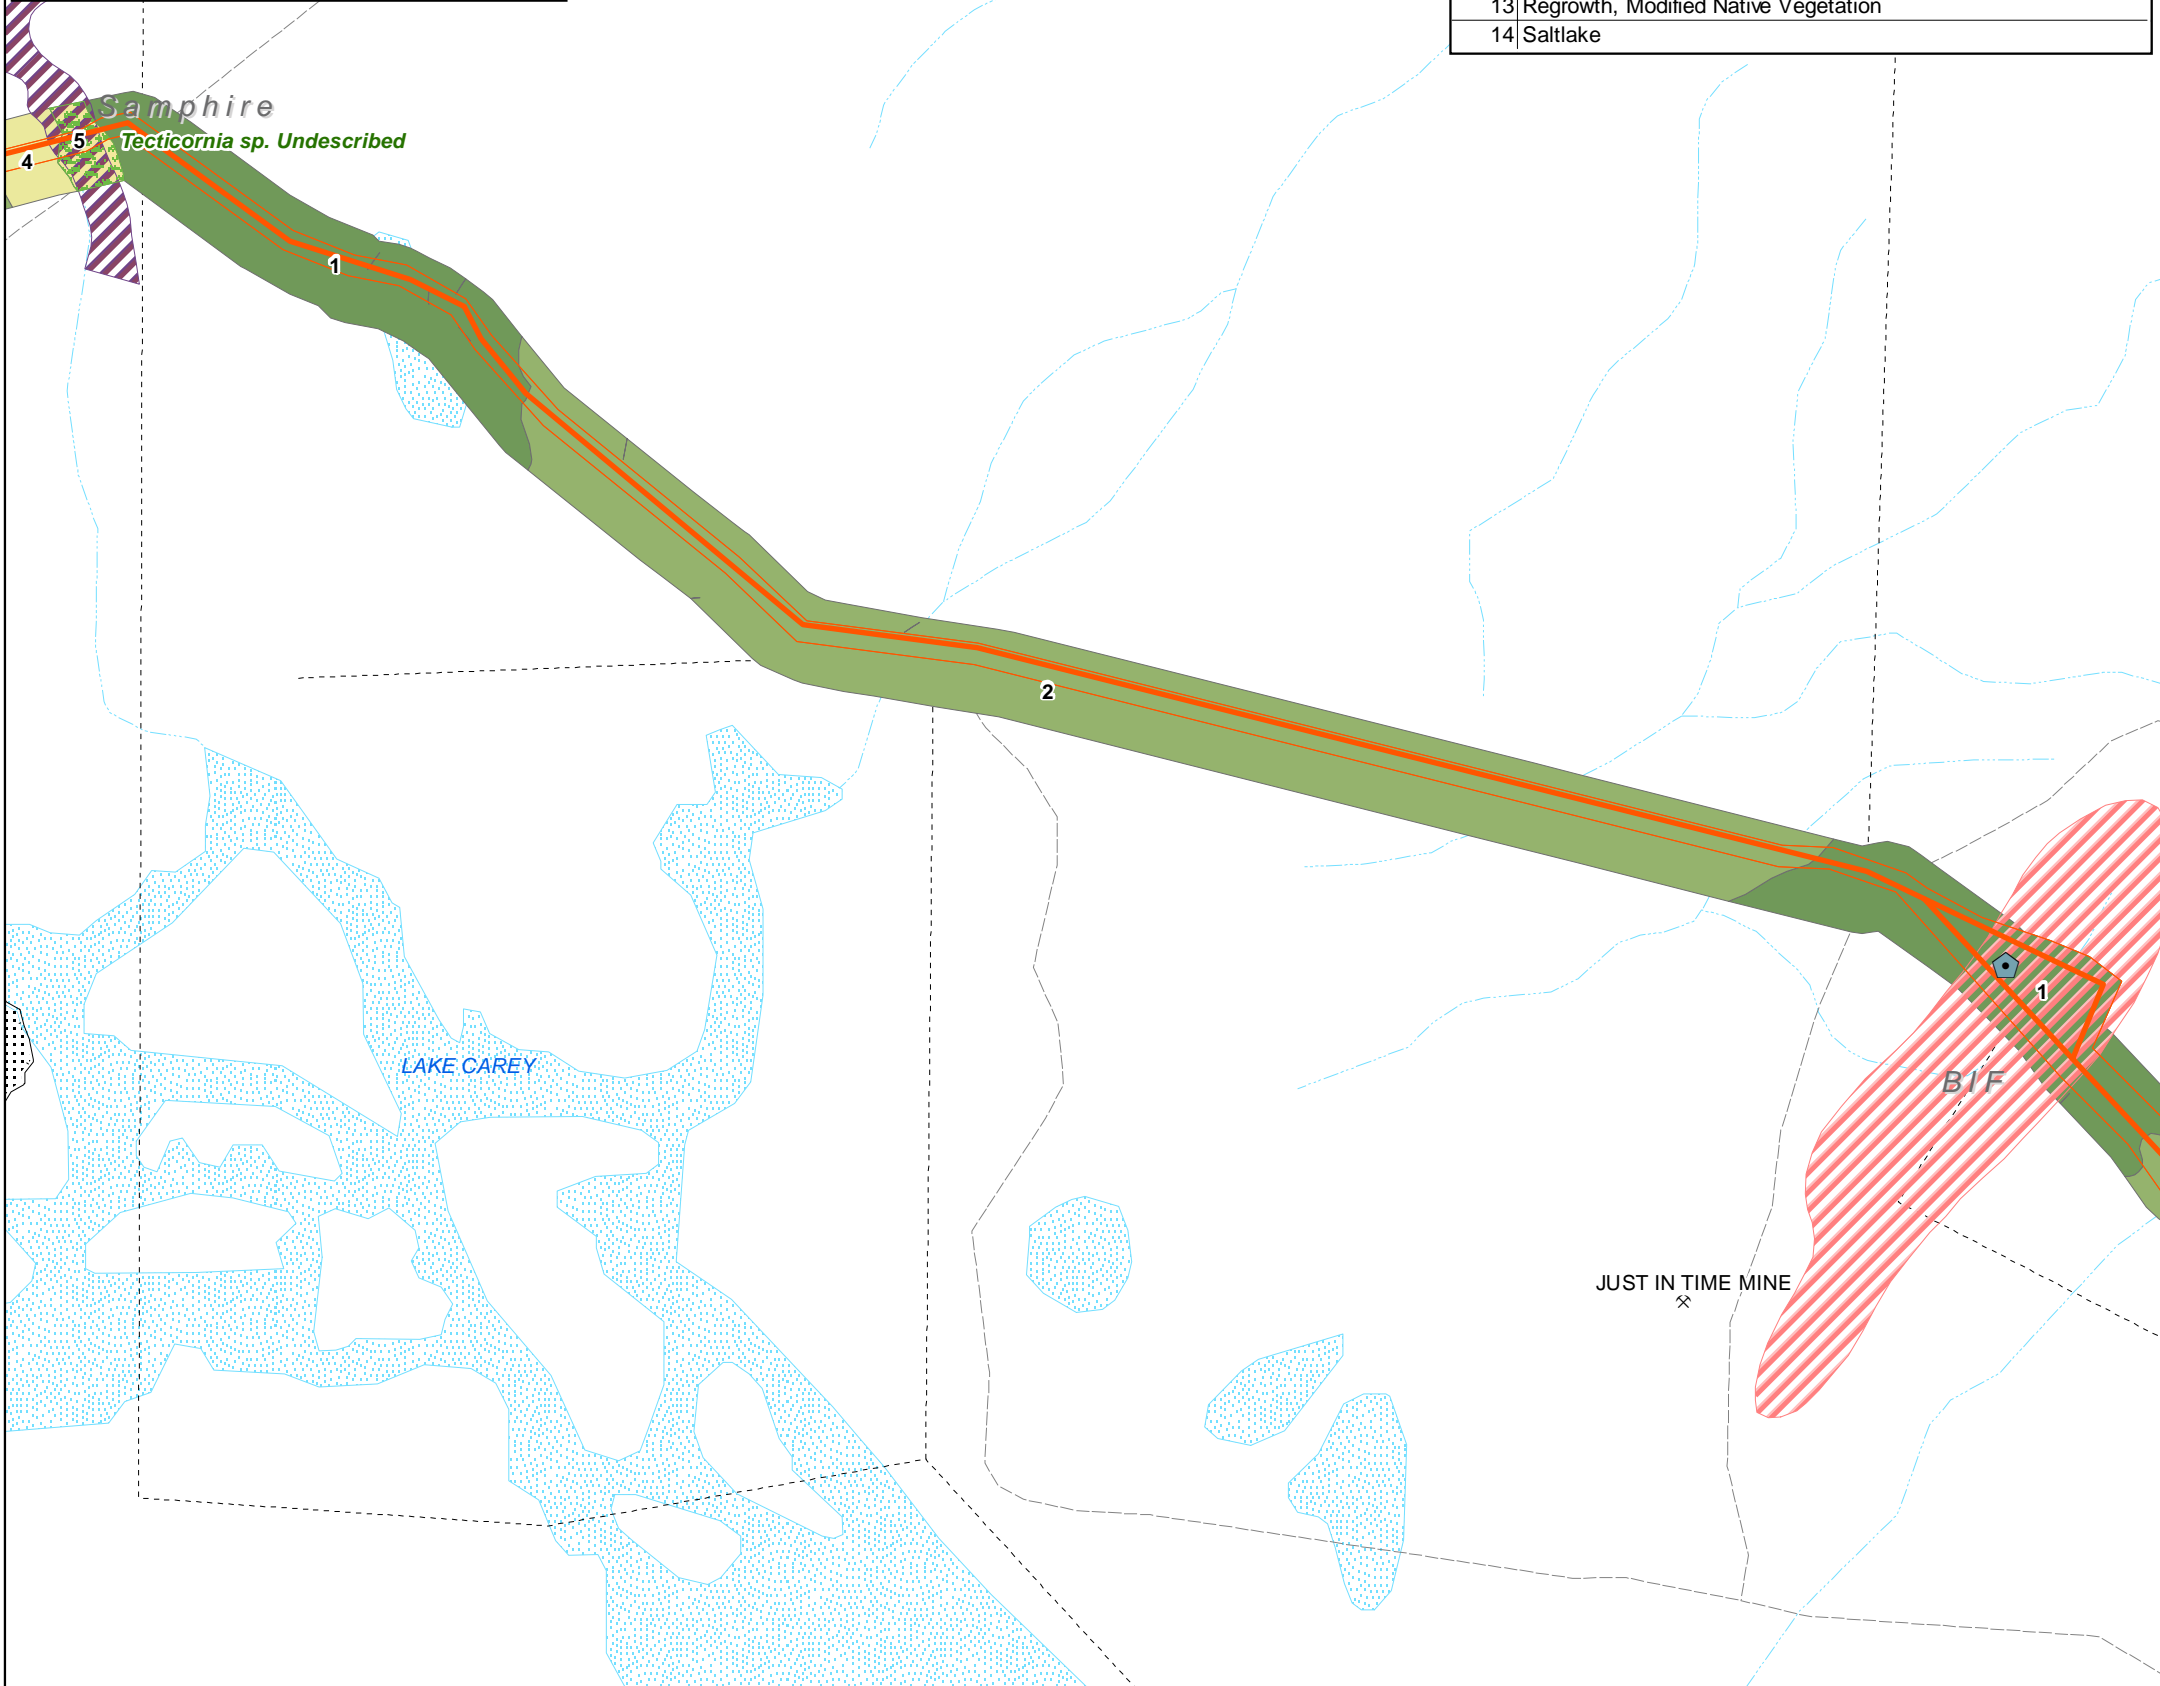 13 Regrowth, Modified Native Vegetation
14 Saltlake
Samphire
Tecticornia sp. Undescribed
5
4
1
2
1
BIF
LAKE CAREY
JUST IN TIME MINE